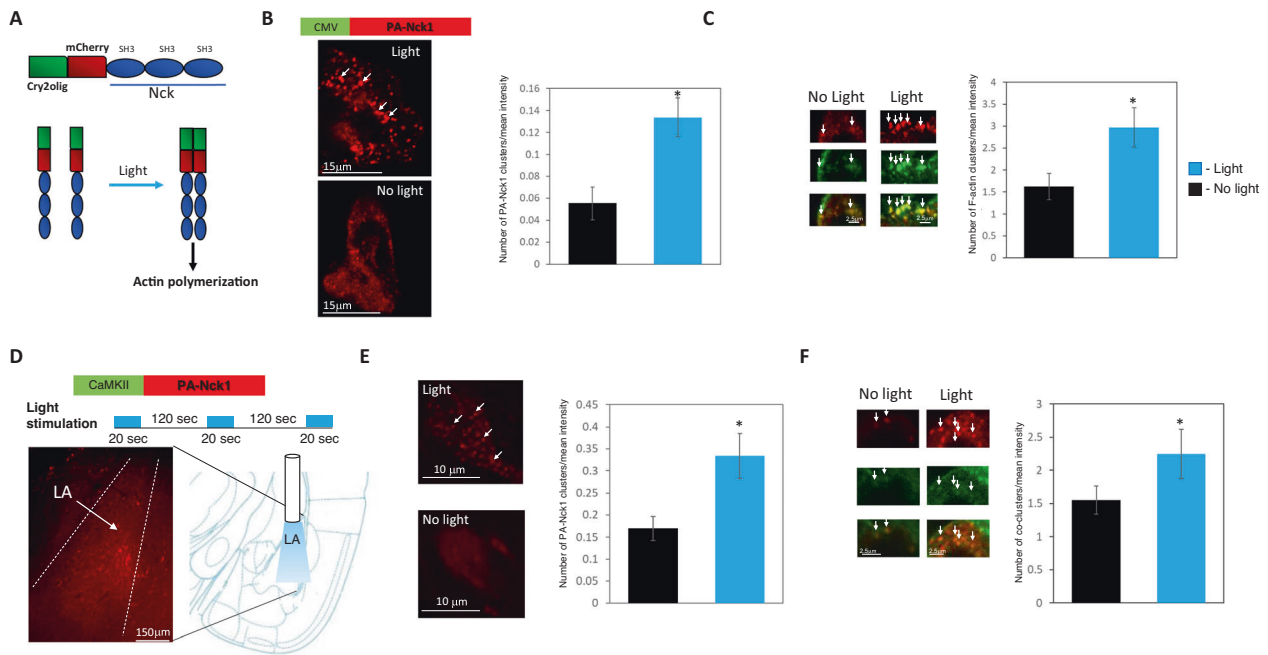 A
mCherry
SH3 SH3 SH3
Cry2olig
Nck
Light
Actin polymerization
B
CMV PA-Nck1
Light
15μm
No light
15μm
Number of PA-Nck1 clusters/mean intensity
0.16
0.14
0.12
0.1
0.08
0.06
0.04
0.02
0
*
C
No Light Light
2.5μm 2.5μm
Number of F-actin clusters/mean intensity
4
3.5
3
2.5
2
1.5
1
0.5
0
*
- Light
- No light
D
CaMKII PA-Nck1
Light
stimulation
120 sec 120 sec
20 sec 20 sec 20 sec
LA
150μm
LA
E
Light
10 μm
No light
10 μm
Number of PA-Nck1 clusters/mean intensity
0.45
0.4
0.35
0.3
0.25
0.2
0.15
0.1
0.05
0
*
F
No light Light
2.5μm 2.5μm
Number of co-clusters/mean intensity
3
2.5
2
1.5
1
0.5
0
*